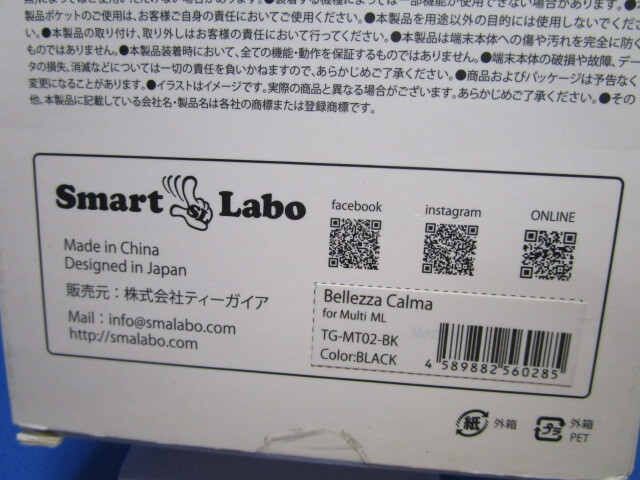 製品ポケットのご使用は、お客様ご自身の責任においてご使用ください。●本製品を用途以外の目的には使用しないでくださ
い。●本製品の取り付け、取り外しはお客様の責任において行ってください。●本製品は端末本体への傷や汚れを完全に防ぐ
ものではありません。●本製品装着時において、全ての機能・動作を保証するものではありません。●端末本体の破損や故障、デー
タの損失、消滅などについては一切の責任を負いかねますので、あらかじめご了承ください。●商品およびパッケージは予告なく
変更になることがあります。●イラストはイメージです。実際の商品と異なる場合がございます。あらかじめご了承ください。●その
他、本製品に記載している会社名・製品名は各社の商標または登録商標です。
Smart SL Labo
facebook
instagram
ONLINE
Made in China
Designed in Japan
販売元：株式会社ティーガイア
Mail：info@smalabo.com
http://smalabo.com
Bellezza Calma
for Multi ML
TG-MT02-BK
Color:BLACK
4 589882 560285
紙 外箱
プラ 外箱
PET